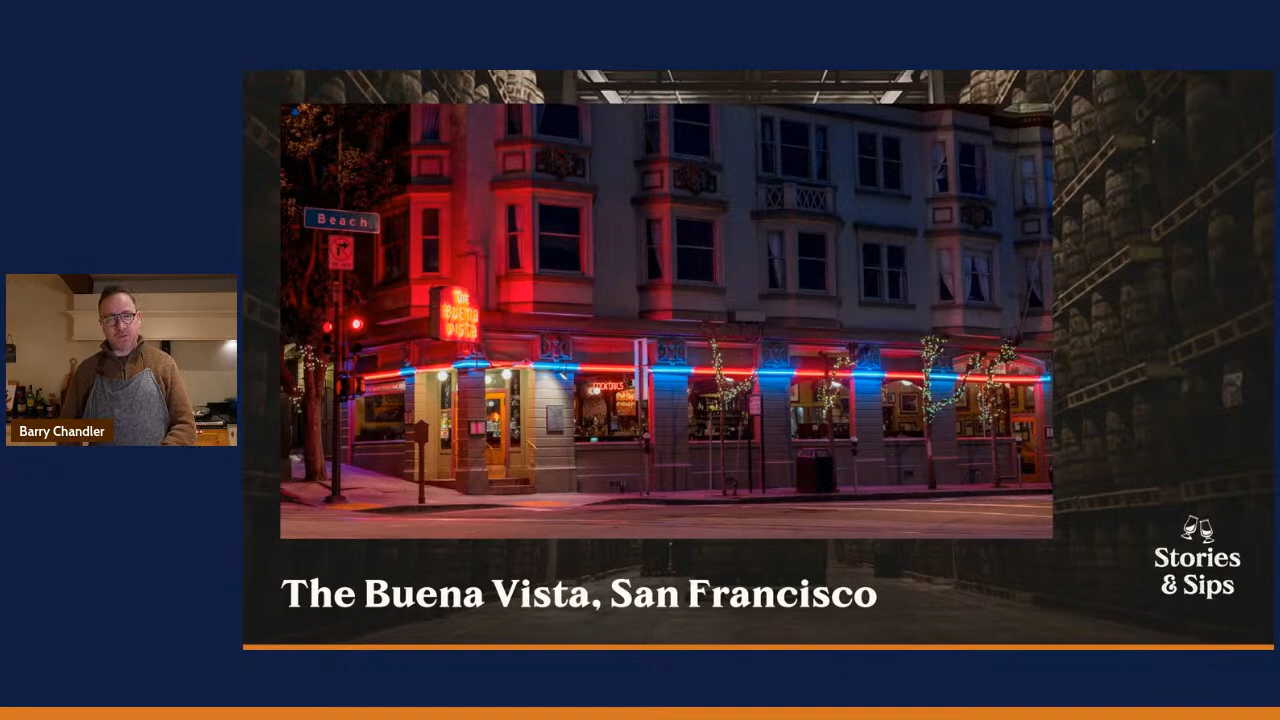 Beach
THE
BUENA
VISTA
COCKTAILS
Barry Chandler
The Buena Vista, San Francisco
Stories
& Sips